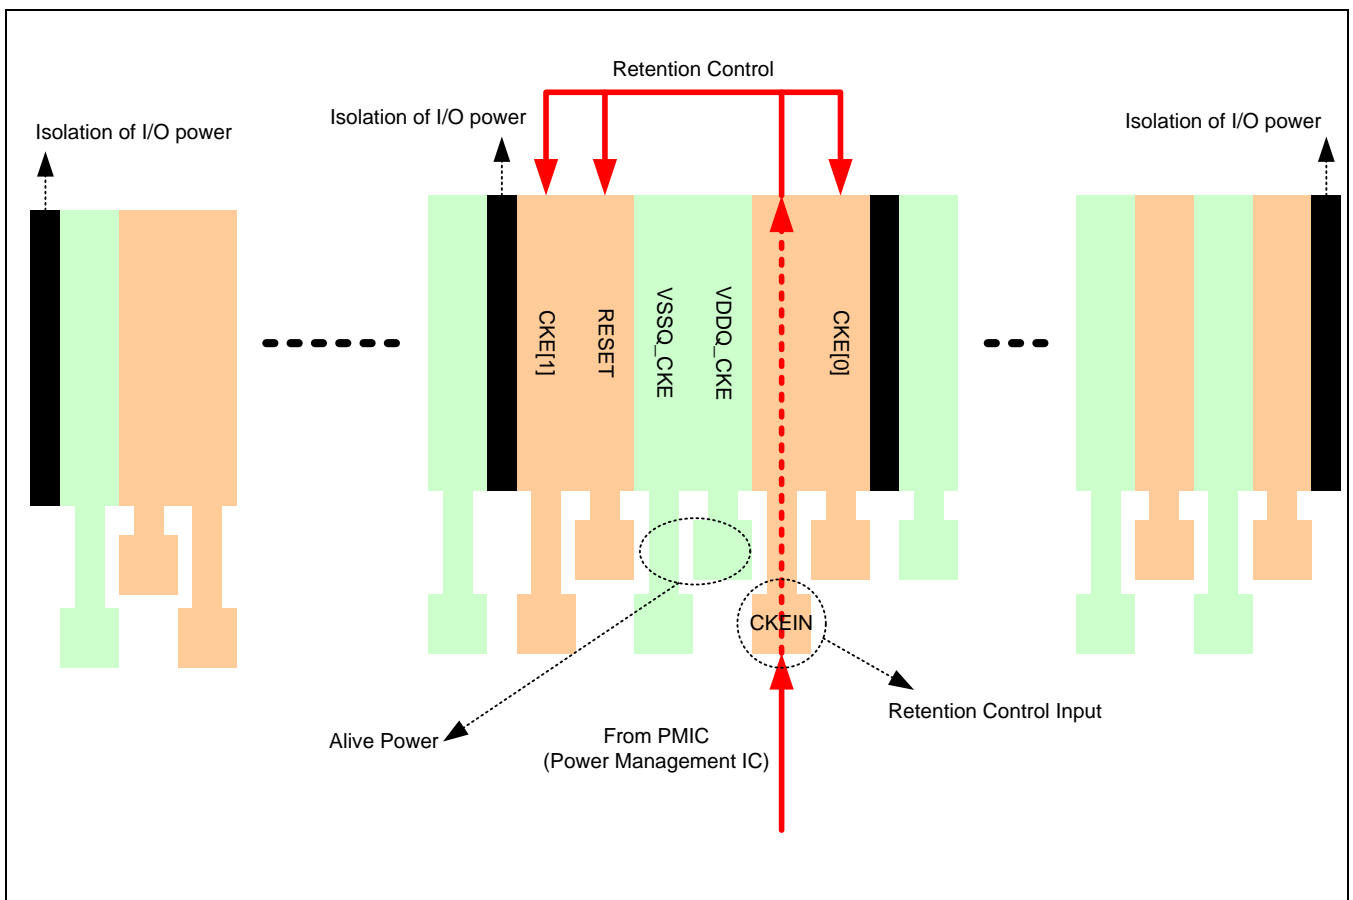 Retention Control
Isolation of I/O power
Isolation of I/O power
Isolation of I/O power
CKE[1]
RESET
VSSQ_CKE
VDDQ_CKE
CKE[0]
CKEIN
Retention Control Input
Alive Power
From PMIC
(Power Management IC)